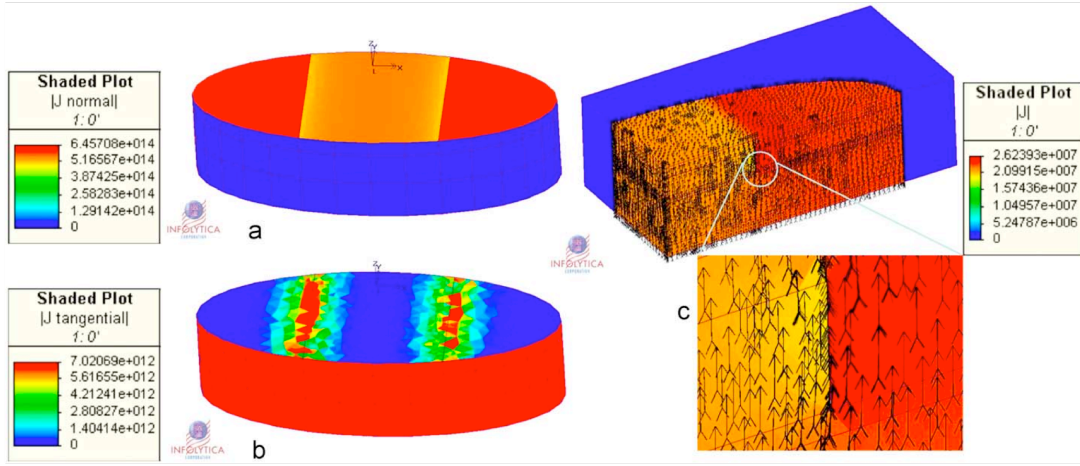 Shaded Plot
|J normal|
1: 0'
6.45708e+014
5.16567e+014
3.87425e+014
2.58283e+014
1.29142e+014
0
Z
Y
X
INFOLYTICA
CORPORATION
a
Shaded Plot
|J tangential|
1: 0'
7.02069e+012
5.61655e+012
4.21241e+012
2.80827e+012
1.40414e+012
0
Z
Y
INFOLYTICA
CORPORATION
b
Shaded Plot
|J|
1: 0'
2.62393e+007
2.09915e+007
1.57436e+007
1.04957e+007
5.24787e+006
0
INFOLYTICA
CORPORATION
c